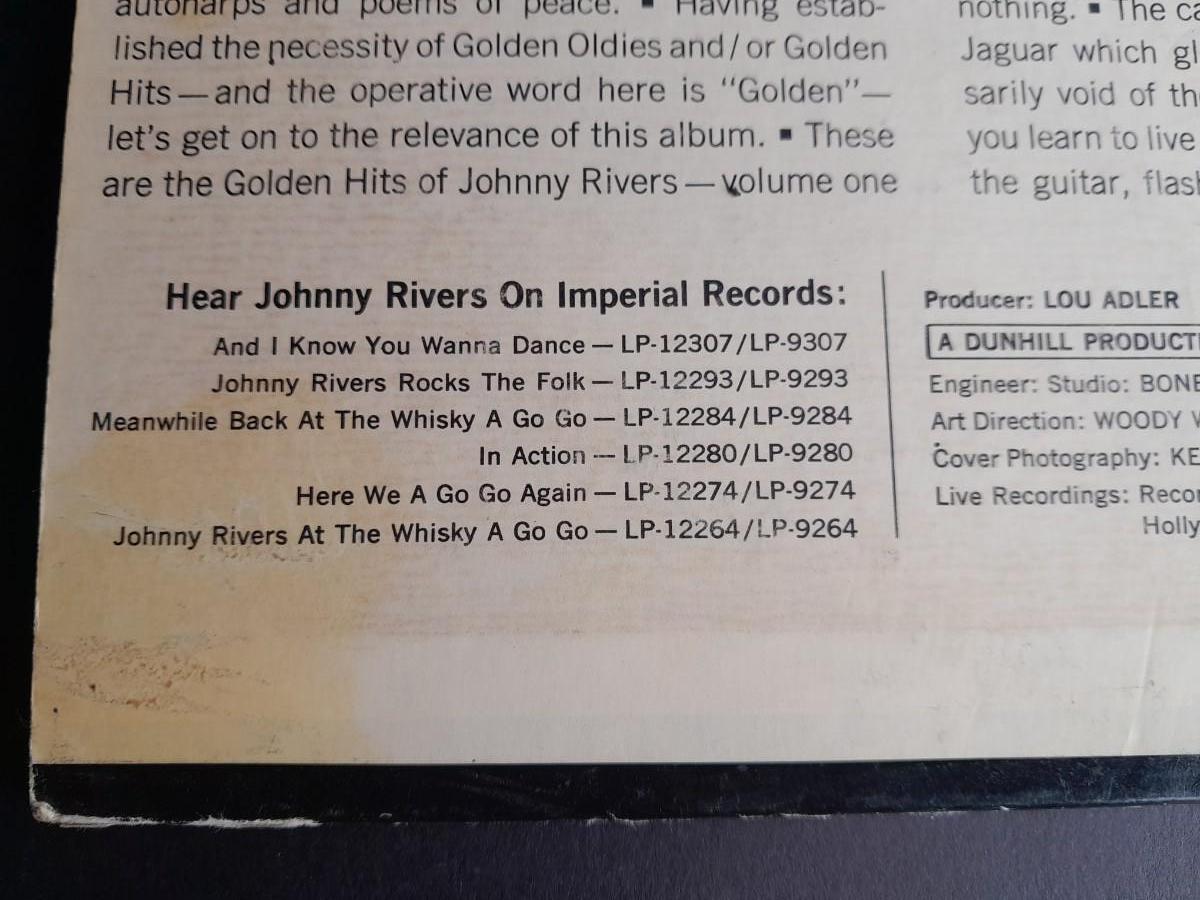 autoharps and poems of peace. ▪ Having estab-
lished the necessity of Golden Oldies and/or Golden
Hits—and the operative word here is "Golden"—
let's get on to the relevance of this album. ▪ These
are the Golden Hits of Johnny Rivers—volume one
nothing. ▪ The
Jaguar which
sarily void of
you learn to live
the guitar,
Hear Johnny Rivers On Imperial Records:
And I Know You Wanna Dance — LP-12307/LP-9307
Johnny Rivers Rocks The Folk — LP-12293/LP-9293
Meanwhile Back At The Whisky A Go Go — LP-12284/LP-9284
In Action — LP-12280/LP-9280
Here We A Go Go Again — LP-12274/LP-9274
Johnny Rivers At The Whisky A Go Go — LP-12264/LP-9264
Producer: LOU ADLER
A DUNHILL
Engineer: Studio:
Art Direction: WOODY
Cover Photography:
Live Recordings: